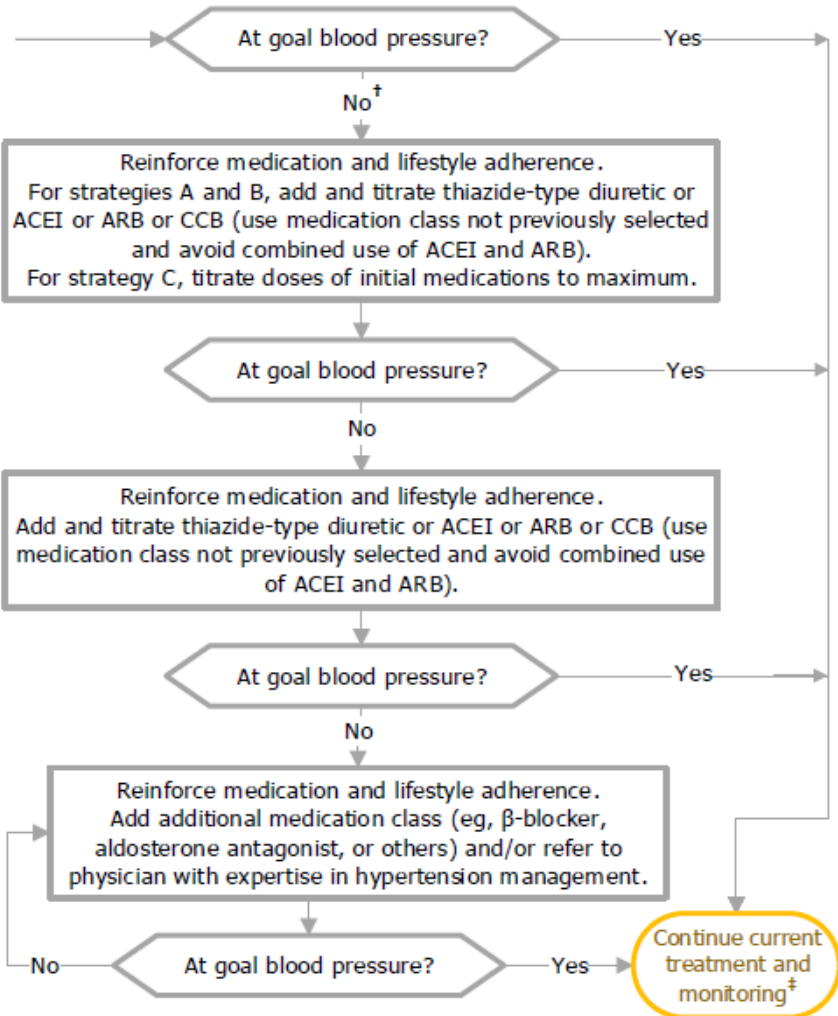 At goal blood pressure?
Yes
No†
Reinforce medication and lifestyle adherence.
For strategies A and B, add and titrate thiazide-type diuretic or
ACEI or ARB or CCB (use medication class not previously selected
and avoid combined use of ACEI and ARB).
For strategy C, titrate doses of initial medications to maximum.
At goal blood pressure?
Yes
No
Reinforce medication and lifestyle adherence.
Add and titrate thiazide-type diuretic or ACEI or ARB or CCB (use
medication class not previously selected and avoid combined use
of ACEI and ARB).
At goal blood pressure?
Yes
No
Reinforce medication and lifestyle adherence.
Add additional medication class (eg, β-blocker,
aldosterone antagonist, or others) and/or refer to
physician with expertise in hypertension management.
No
At goal blood pressure?
Yes
Continue current
treatment and
monitoring‡